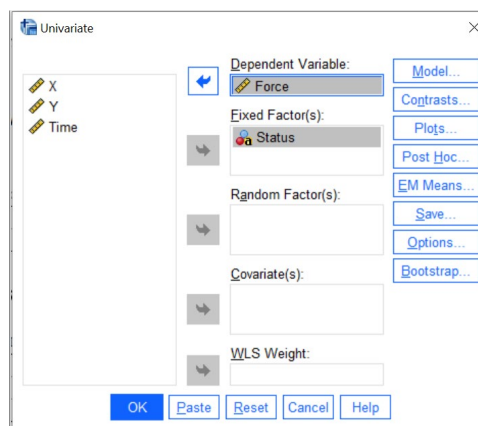 Univariate
X
Y
Time
Dependent Variable:
Force
Fixed Factor(s):
a Status
Random Factor(s):
Covariate(s):
WLS Weight:
Model...
Contrasts...
Plots...
Post Hoc...
EM Means...
Save...
Options...
Bootstrap...
OK Paste Reset Cancel Help